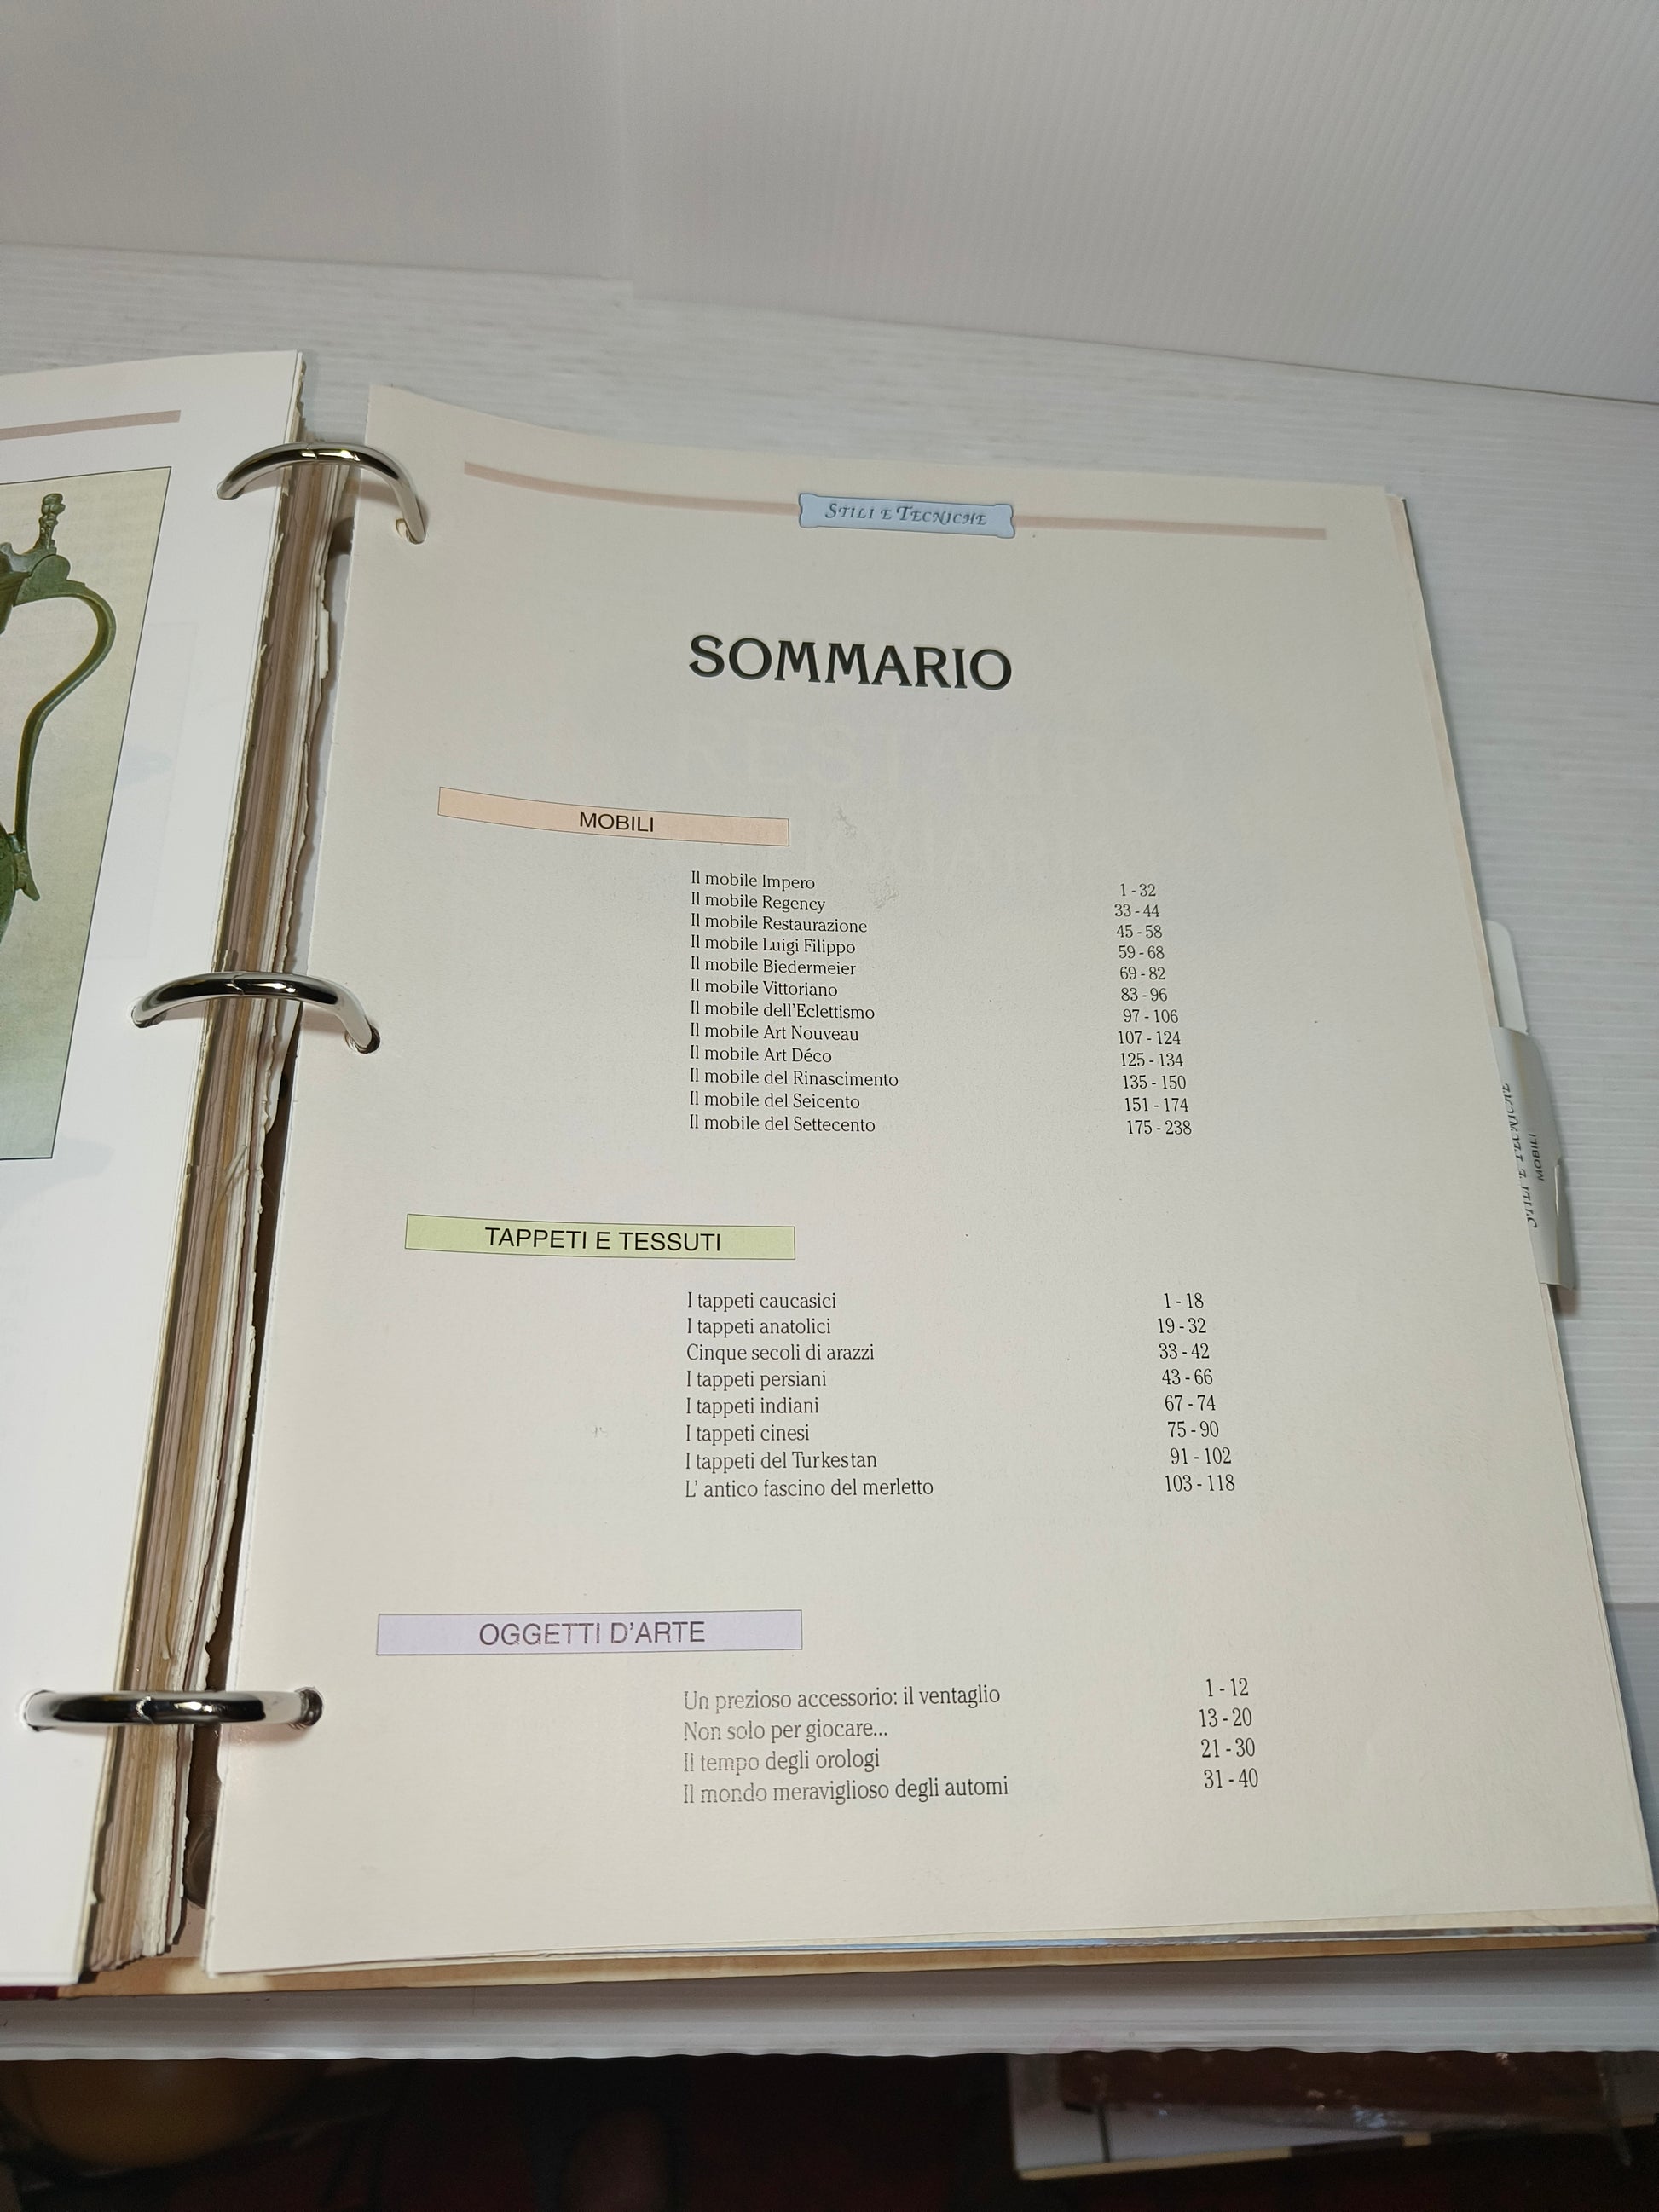 STILI E TECNICHE
SOMMARIO
RESTAURO
MOBILI
Il mobile Impero 1 - 32
Il mobile Regency 33 - 44
Il mobile Restaurazione 45 - 58
Il mobile Luigi Filippo 59 - 68
Il mobile Biedermeier 69 - 82
Il mobile Vittoriano 83 - 96
Il mobile dell'Eclettismo 97 - 106
Il mobile Art Nouveau 107 - 124
Il mobile Art Déco 125 - 134
Il mobile del Rinascimento 135 - 150
Il mobile del Seicento 151 - 174
Il mobile del Settecento 175 - 238
TAPPETI E TESSUTI
I tappeti caucasici 1 - 18
I tappeti anatolici 19 - 32
Cinque secoli di arazzi 33 - 42
I tappeti persiani 43 - 66
I tappeti indiani 67 - 74
I tappeti cinesi 75 - 90
I tappeti del Turkestan 91 - 102
L' antico fascino del merletto 103 - 118
OGGETTI D'ARTE
Un prezioso accessorio: il ventaglio 1 - 12
Non solo per giocare... 13 - 20
Il tempo degli orologi 21 - 30
Il mondo meraviglioso degli automi 31 - 40
STILI E TECNICHE
MOBILI